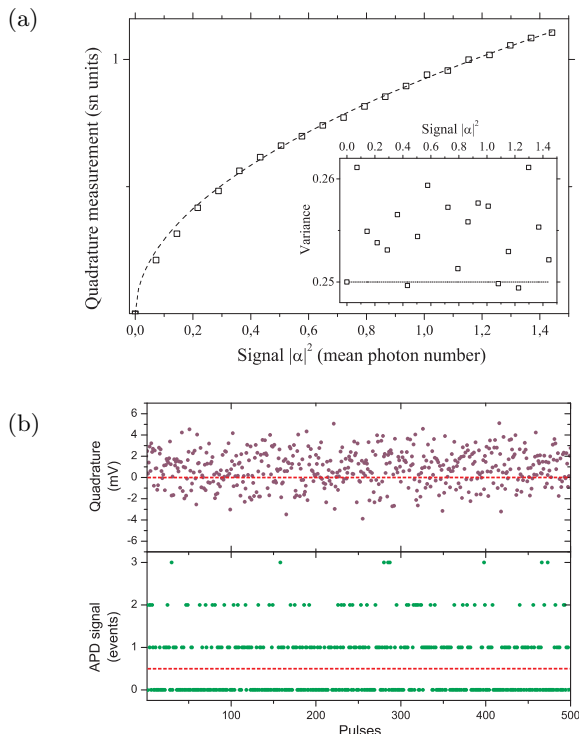 (a)
Quadrature measurement (sn units)
1
0,0 0,2 0,4 0,6 0,8 1,0 1,2 1,4
Signal |α|² (mean photon number)
Signal |α|²
0.0 0.2 0.4 0.6 0.8 1.0 1.2 1.4
Variance
0.26
0.25
(b)
Quadrature
(mV)
6
4
2
0
-2
-4
-6
APD signal
(events)
3
2
1
0
100 200 300 400 500
Pulses